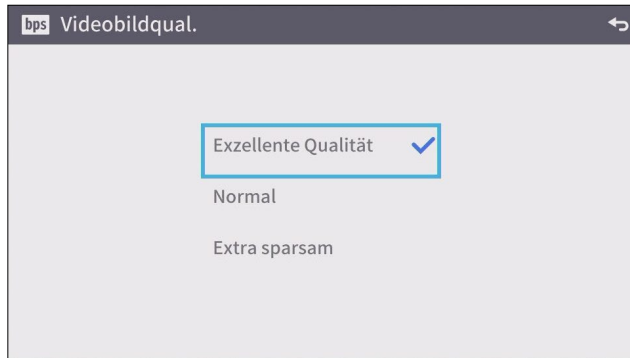 bps Videobildqual.
Exzellente Qualität
Normal
Extra sparsam